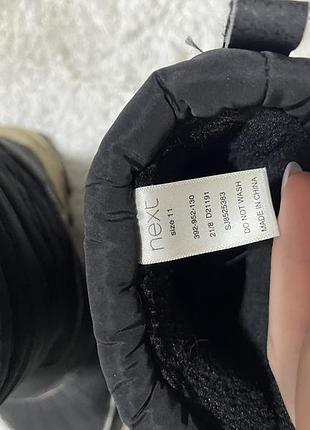 next
size 11
392-952-130
21/8 D21191
SJ8525383
DO NOT WASH
MADE IN CHINA